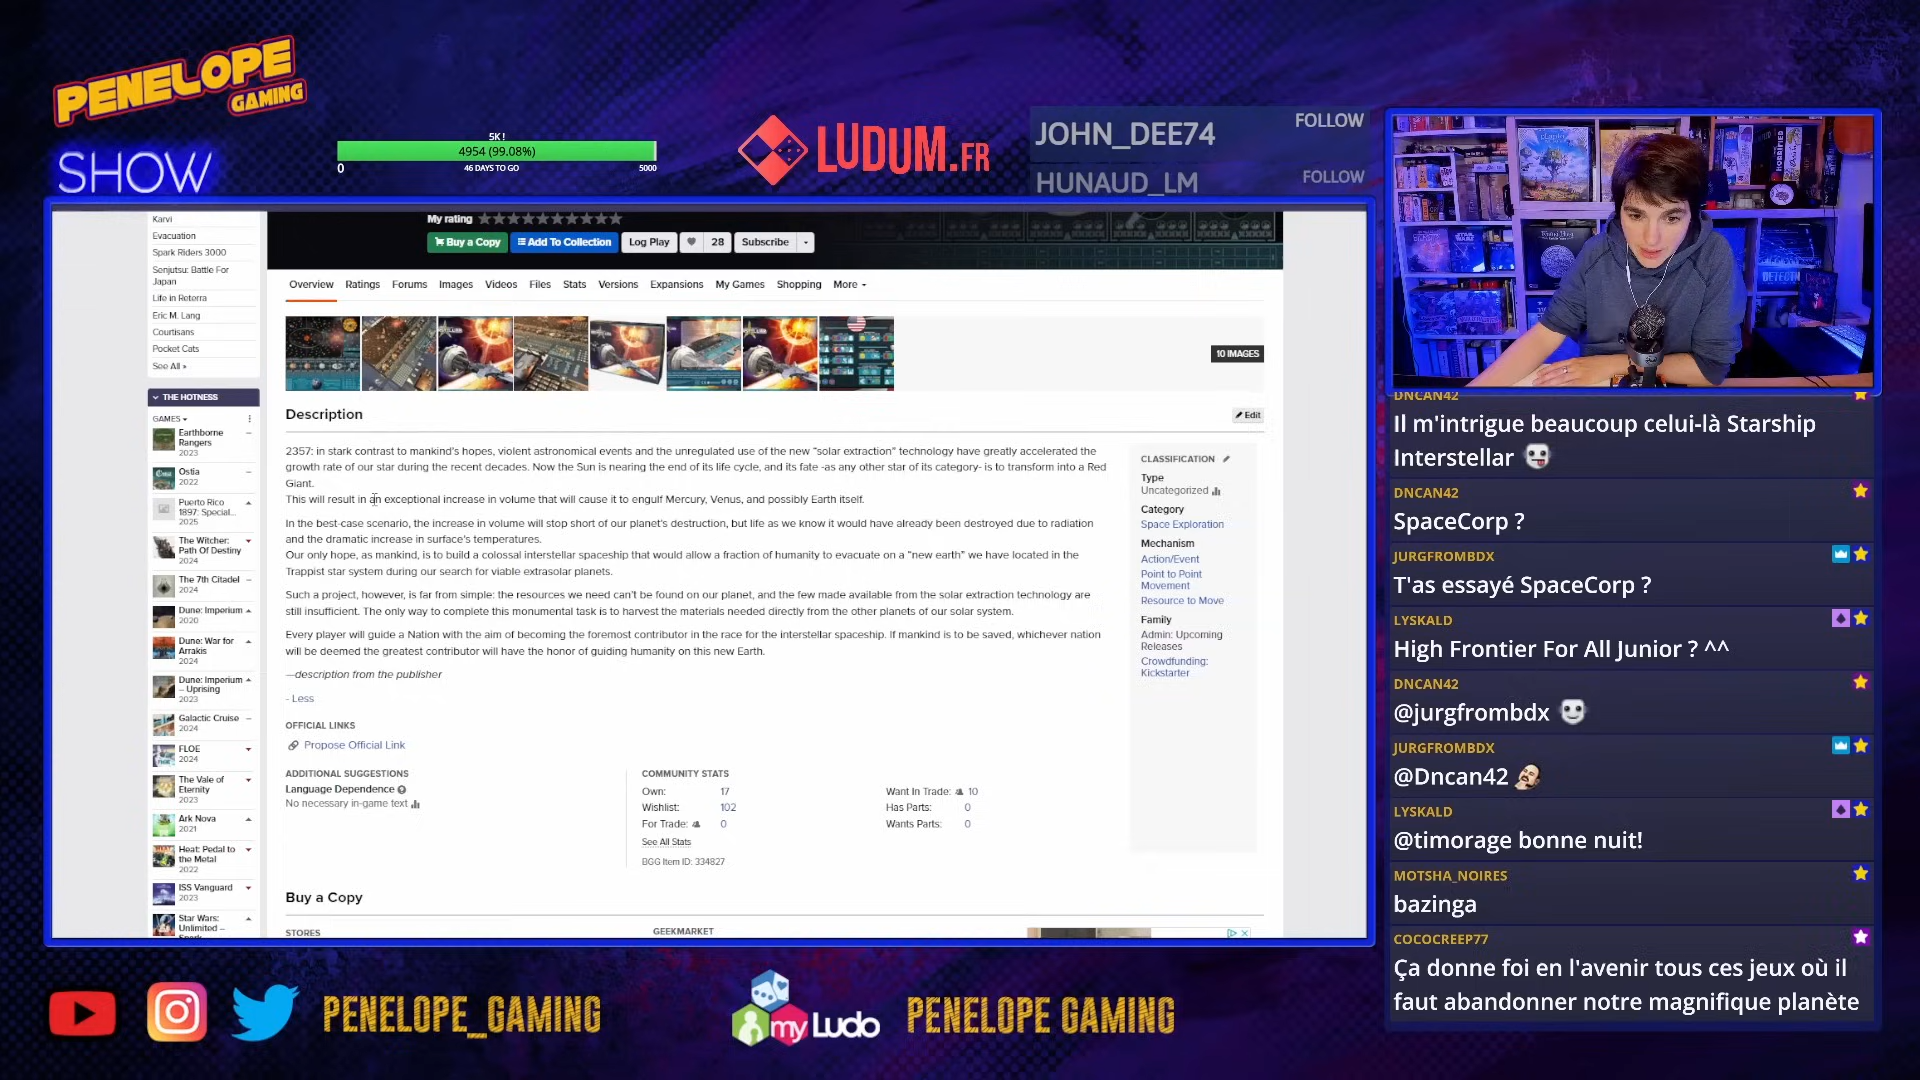 PENELOPE
GAMING
SHOW
5K !
4954 (99.08%)
0
46 DAYS TO GO
5000
LUDUM.FR
JOHN_DEE74
FOLLOW
HUNAUD_LM
FOLLOW
Karvi
Evacuation
Spark Riders 3000
Senjutsu: Battle For
Japan
Life in Reterra
Eric M. Lang
Courtisans
Pocket Cats
See All »
THE HOTNESS
GAMES
Earthborne
Rangers
2023
Ostia
2022
Puerto Rico
1897: Special...
2025
The Witcher:
Path Of Destiny
2024
The 7th Citadel
2024
Dune: Imperium
2020
Dune: War for
Arrakis
2024
Dune: Imperium
– Uprising
2023
Galactic Cruise
2024
FLOE
2024
The Vale of
Eternity
2023
Ark Nova
2021
Heat: Pedal to
the Metal
2022
ISS Vanguard
2023
Star Wars:
Unlimited –
My rating
Buy a Copy
Add To Collection
Log Play
28
Subscribe
Overview
Ratings
Forums
Images
Videos
Files
Stats
Versions
Expansions
My Games
Shopping
More
10 IMAGES
Description
Edit
2357: in stark contrast to mankind's hopes, violent astronomical events and the unregulated use of the new "solar extraction" technology have greatly accelerated the
growth rate of our star during the recent decades. Now the Sun is nearing the end of its life cycle, and its fate -as any other star of its category- is to transform into a Red
Giant.
This will result in an exceptional increase in volume that will cause it to engulf Mercury, Venus, and possibly Earth itself.
In the best-case scenario, the increase in volume will stop short of our planet's destruction, but life as we know it would have already been destroyed due to radiation
and the dramatic increase in surface's temperatures.
Our only hope, as mankind, is to build a colossal interstellar spaceship that would allow a fraction of humanity to evacuate on a "new earth" we have located in the
Trappist star system during our search for viable extrasolar planets.
Such a project, however, is far from simple: the resources we need can't be found on our planet, and the few made available from the solar extraction technology are
still insufficient. The only way to complete this monumental task is to harvest the materials needed directly from the other planets of our solar system.
Every player will guide a Nation with the aim of becoming the foremost contributor in the race for the interstellar spaceship. If mankind is to be saved, whichever nation
will be deemed the greatest contributor will have the honor of guiding humanity on this new Earth.
—description from the publisher
- Less
OFFICIAL LINKS
Propose Official Link
ADDITIONAL SUGGESTIONS
Language Dependence
No necessary in-game text
COMMUNITY STATS
Own: 17
Wishlist: 102
For Trade: 0
See All Stats
BGG Item ID: 334827
Want In Trade: 10
Has Parts: 0
Wants Parts: 0
CLASSIFICATION
Type
Uncategorized
Category
Space Exploration
Mechanism
Action/Event
Point to Point
Movement
Resource to Move
Family
Admin: Upcoming
Releases
Crowdfunding:
Kickstarter
Buy a Copy
STORES
GEEKMARKET
DNCAN42
Il m'intrigue beaucoup celui-là Starship
Interstellar
DNCAN42
SpaceCorp ?
JURGFROMBDX
T'as essayé SpaceCorp ?
LYSKALD
High Frontier For All Junior ? ^^
DNCAN42
@jurgfrombdx
JURGFROMBDX
@Dncan42
LYSKALD
@timorage bonne nuit!
MOTSHA_NOIRES
bazinga
COCOCREEP77
Ça donne foi en l'avenir tous ces jeux où il
faut abandonner notre magnifique planète
PENELOPE_GAMING
myLudo
PENELOPE GAMING